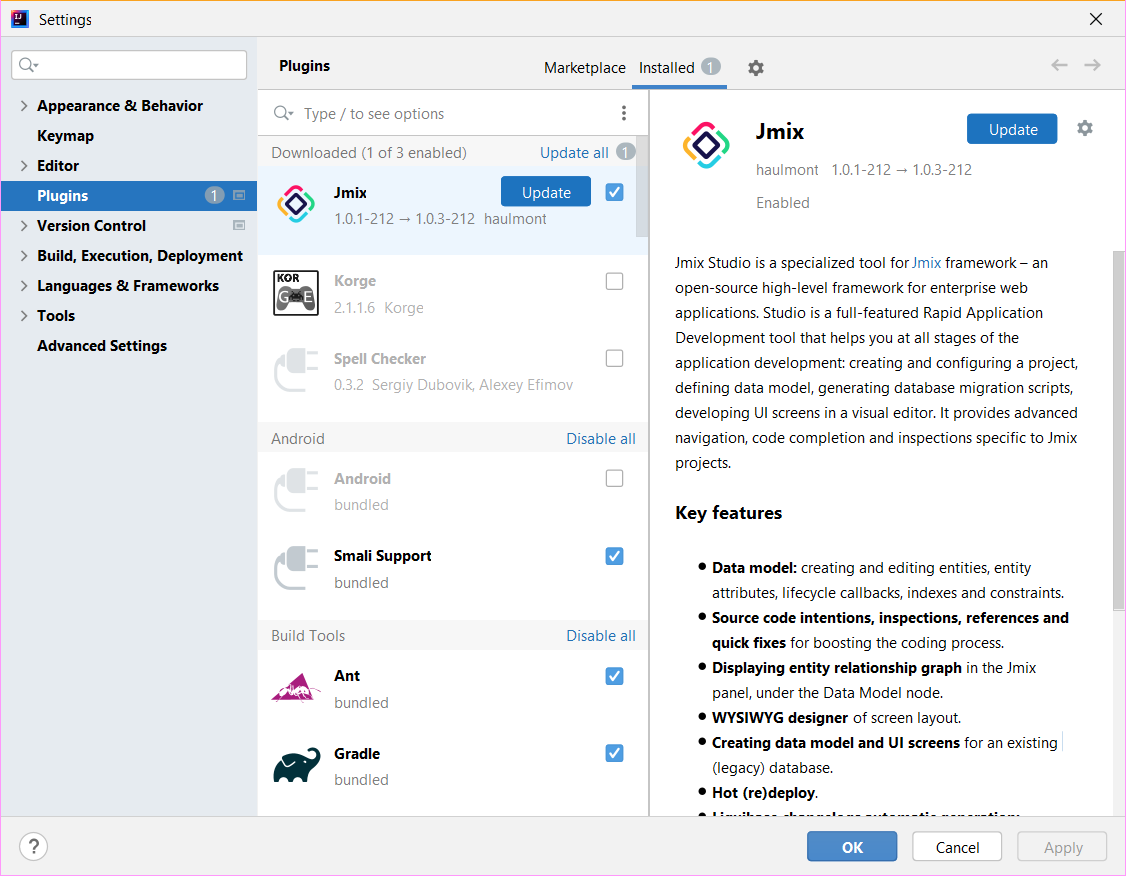 Settings
Appearance & Behavior
Keymap
Editor
Plugins 1
Version Control
Build, Execution, Deployment
Languages & Frameworks
Tools
Advanced Settings
Plugins
Marketplace Installed 1
Type / to see options
Downloaded (1 of 3 enabled) Update all 1
Jmix Update
1.0.1-212 → 1.0.3-212 haulmont
KOR
GE
Korge
2.1.1.6 Korge
Spell Checker
0.3.2 Sergiy Dubovik, Alexey Efimov
Android Disable all
Android
bundled
Smali Support
bundled
Build Tools Disable all
Ant
bundled
Gradle
bundled
Jmix Update
haulmont 1.0.1-212 → 1.0.3-212
Enabled
Jmix Studio is a specialized tool for Jmix framework – an
open-source high-level framework for enterprise web
applications. Studio is a full-featured Rapid Application
Development tool that helps you at all stages of the
application development: creating and configuring a project,
defining data model, generating database migration scripts,
developing UI screens in a visual editor. It provides advanced
navigation, code completion and inspections specific to Jmix
projects.
Key features
• Data model: creating and editing entities, entity
attributes, lifecycle callbacks, indexes and constraints.
• Source code intentions, inspections, references and
quick fixes for boosting the coding process.
• Displaying entity relationship graph in the Jmix
panel, under the Data Model node.
• WYSIWYG designer of screen layout.
• Creating data model and UI screens for an existing
(legacy) database.
• Hot (re)deploy.
• Liquibase changelogs automatic generation:
? OK Cancel Apply